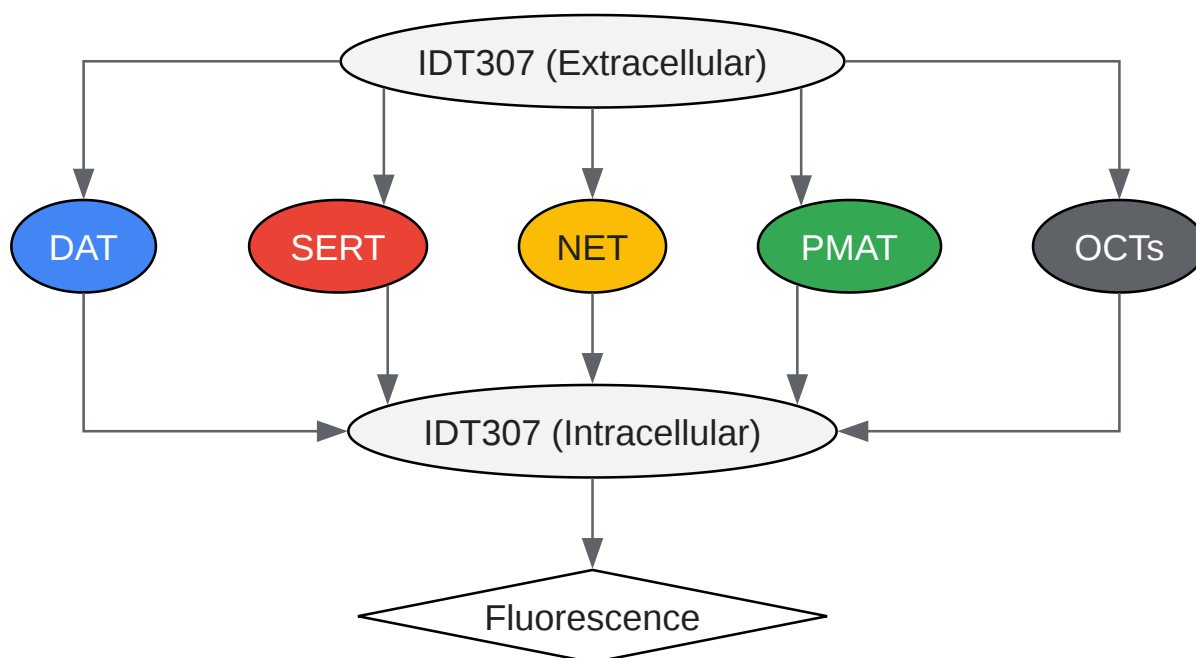 IDT307 (Extracellular)
DAT
SERT
NET
PMAT
OCTs
IDT307 (Intracellular)
Fluorescence